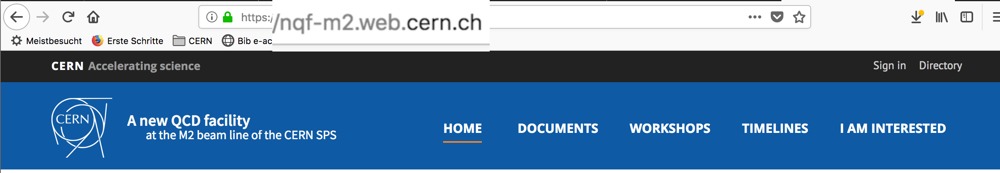 https://nqf-m2.web.cern.ch
Meistbesucht Erste Schritte CERN Bib e-ac
CERN Accelerating science Sign in Directory
CERN
A new QCD facility
at the M2 beam line of the CERN SPS
HOME DOCUMENTS WORKSHOPS TIMELINES I AM INTERESTED